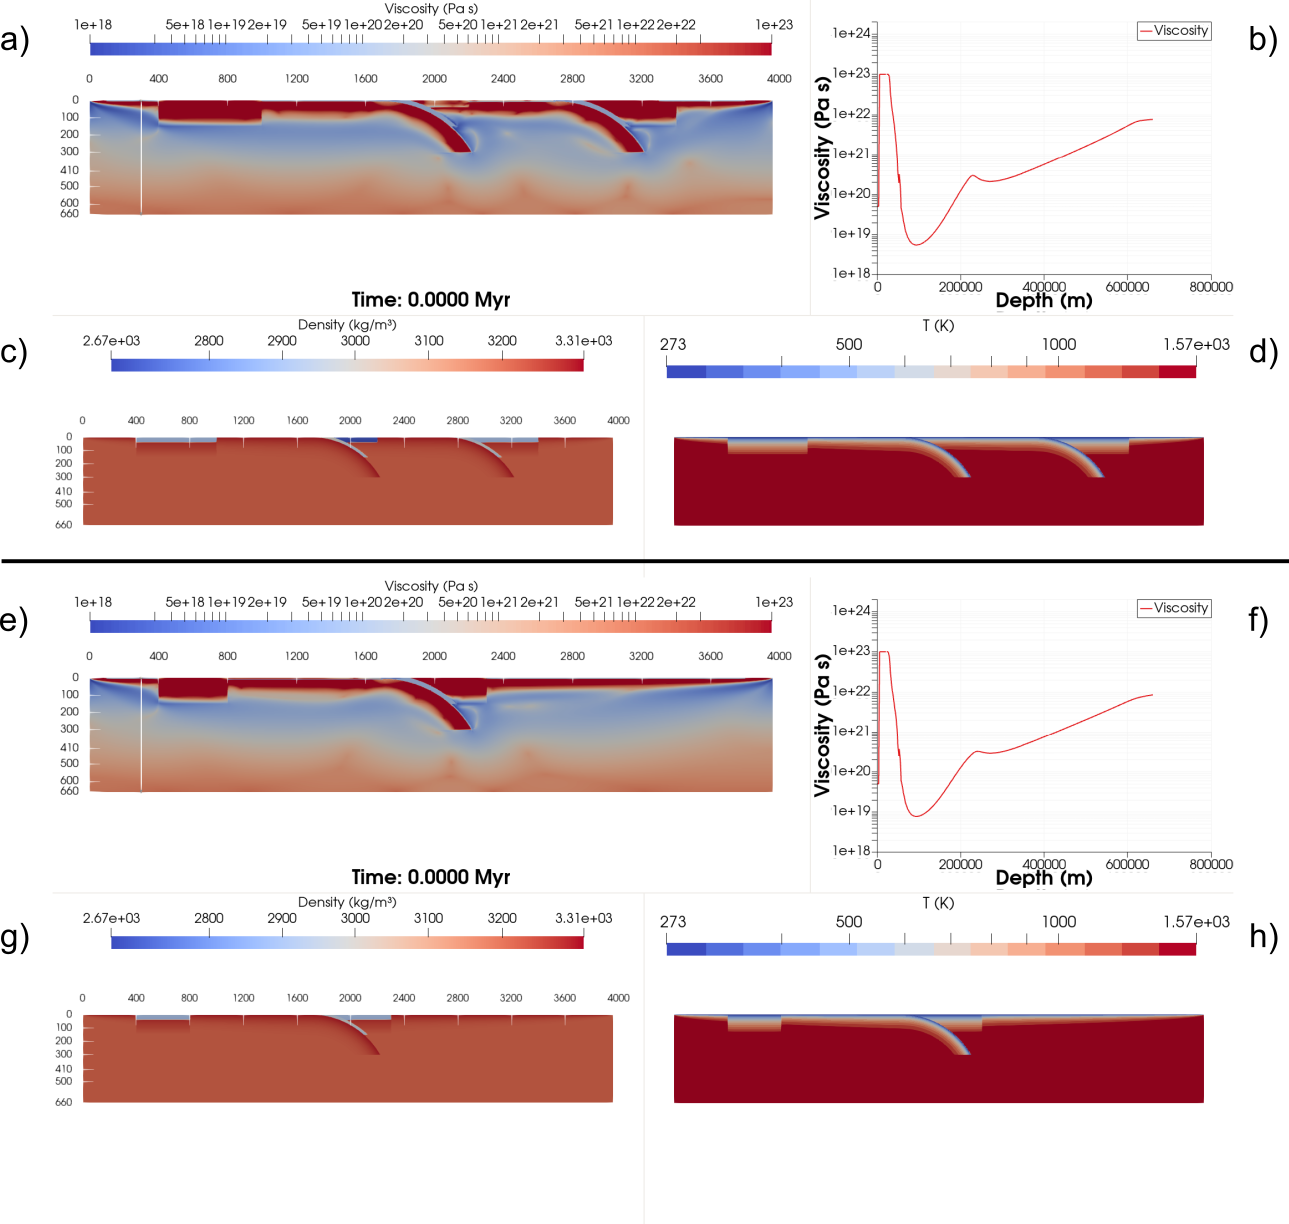 a)
Viscosity (Pa s)
1e+18 5e+18 1e+19 2e+19 5e+19 1e+20 2e+20 5e+20 1e+21 2e+21 5e+21 1e+22 2e+22 1e+23
0 400 800 1200 1600 2000 2400 2800 3200 3600 4000
0
100
200
300
410
500
600
660
Time: 0.0000 Myr
b)
Viscosity
Viscosity (Pa s)
1e+24
1e+23
1e+22
1e+21
1e+20
1e+19
1e+18
0 200000 400000 600000 800000
Depth (m)
c)
Density (kg/m³)
2.67e+03 2800 2900 3000 3100 3200 3.31e+03
0 400 800 1200 1600 2000 2400 2800 3200 3600 4000
0
100
200
300
410
500
660
d)
T (K)
273 500 1000 1.57e+03
e)
Viscosity (Pa s)
1e+18 5e+18 1e+19 2e+19 5e+19 1e+20 2e+20 5e+20 1e+21 2e+21 5e+21 1e+22 2e+22 1e+23
0 400 800 1200 1600 2000 2400 2800 3200 3600 4000
0
100
200
300
410
500
600
660
Time: 0.0000 Myr
f)
Viscosity
Viscosity (Pa s)
1e+24
1e+23
1e+22
1e+21
1e+20
1e+19
1e+18
0 200000 400000 600000 800000
Depth (m)
g)
Density (kg/m³)
2.67e+03 2800 2900 3000 3100 3200 3.31e+03
0 400 800 1200 1600 2000 2400 2800 3200 3600 4000
0
100
200
300
410
500
660
h)
T (K)
273 500 1000 1.57e+03